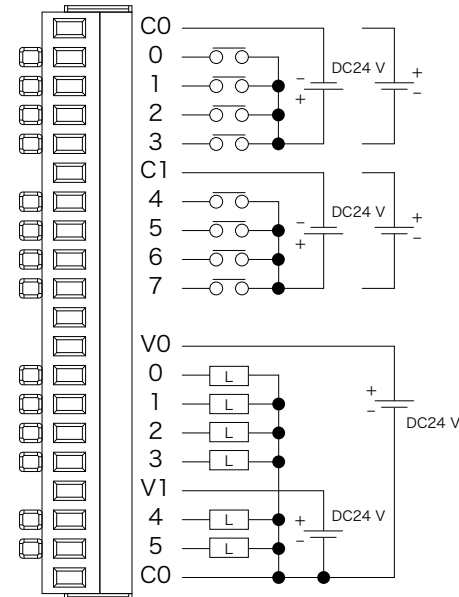 C0
0
1
2
3
− + DC24 V + −
C1
4
5
6
7
− + DC24 V + −
V0
0 L
1 L
2 L
3 L
+ − DC24 V
V1
4 L
5 L
+ − DC24 V
C0